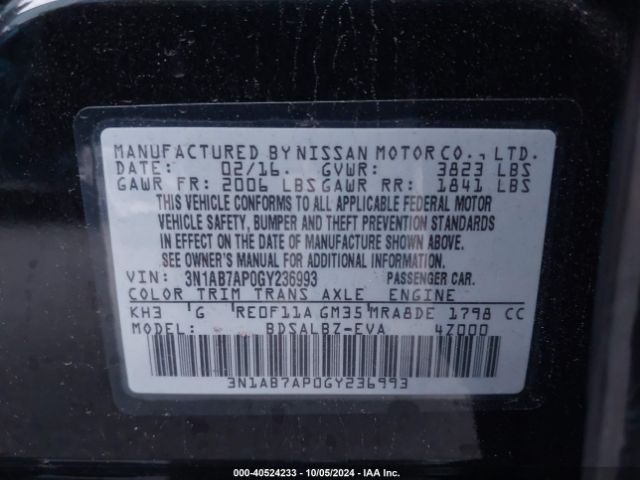 MANUFACTURED BY NISSAN MOTOR CO., LTD.
DATE: 02/16. GVWR: 3823 LBS
GAWR FR: 2006 LBS GAWR RR: 1841 LBS
THIS VEHICLE CONFORMS TO ALL APPLICABLE FEDERAL MOTOR
VEHICLE SAFETY, BUMPER AND THEFT PREVENTION STANDARDS
IN EFFECT ON THE DATE OF MANUFACTURE SHOWN ABOVE.
SEE OWNER'S MANUAL FOR ADDITIONAL INFORMATION.
VIN: 3N1AB7AP0GY236993 PASSENGER CAR.
COLOR TRIM TRANS AXLE ENGINE
KH3 G RE0F11A GM35 MRA8DE 1798 CC
MODEL: BDSALBZ-EVA 4Z000
3N1AB7AP0GY236993
000-40524233 - 10/05/2024 - IAA Inc.